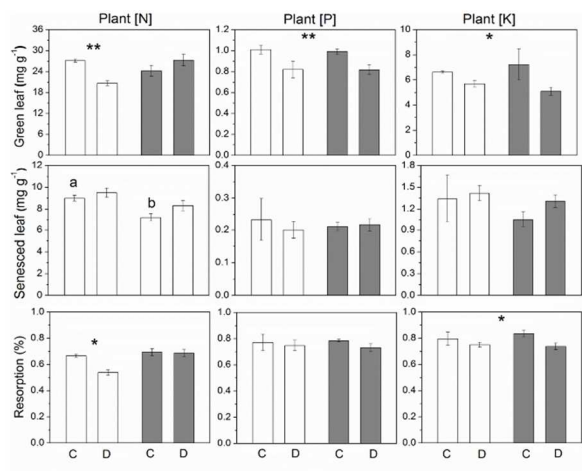 Plant [N] Plant [P] Plant [K]
Green leaf (mg g⁻¹)
36 30 24 18 12 6 0
**
1.2 1.0 0.8 0.6 0.4 0.2 0.0
**
10 8 6 4 2 0
*
Senesced leaf (mg g⁻¹)
12 10 8 6 4 2 0
a b
0.4 0.3 0.2 0.1 0.0
1.8 1.5 1.2 0.9 0.6 0.3 0.0
Resorption (%)
1.0 0.8 0.6 0.4 0.2 0.0
*
1.0 0.8 0.6 0.4 0.2 0.0
1.0 0.8 0.6 0.4 0.2 0.0
*
C D C D C D C D C D C D